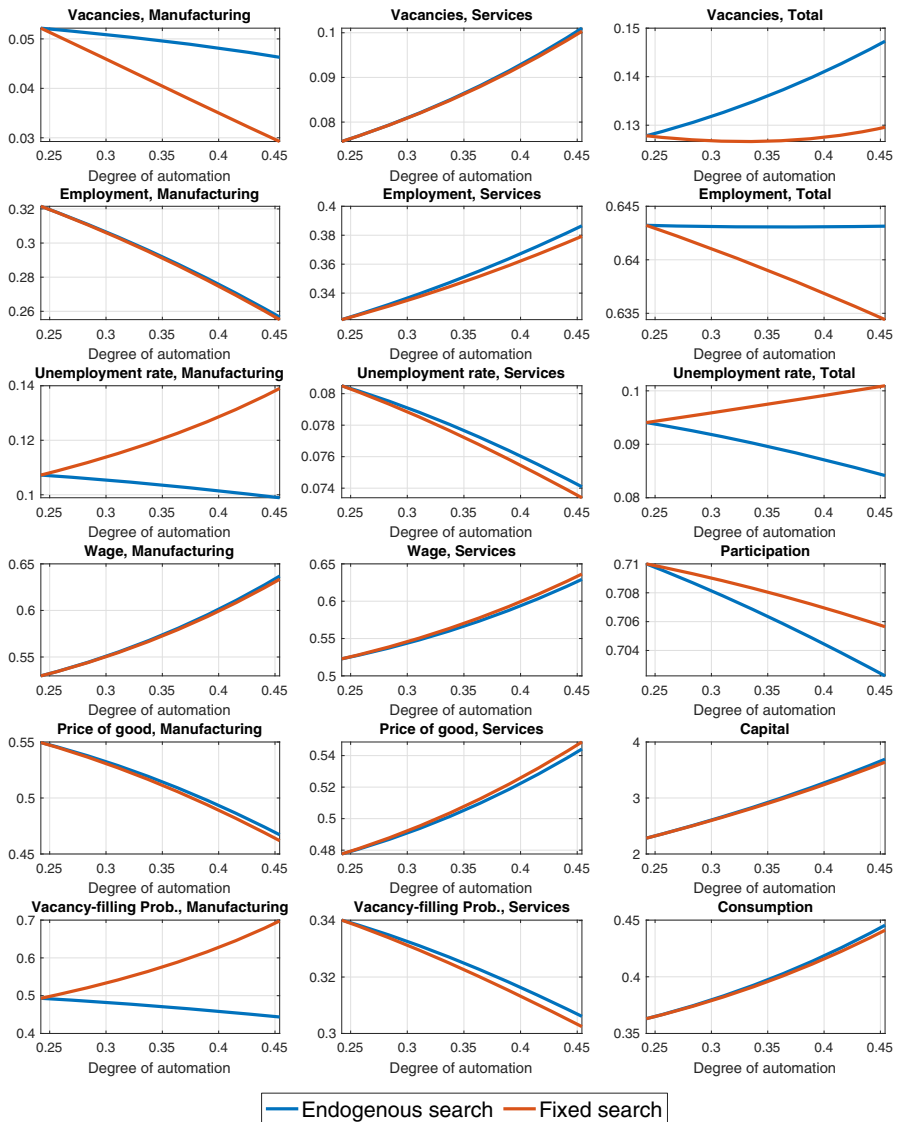 Vacancies, Manufacturing
Vacancies, Services
Vacancies, Total
0.05
0.03
0.25 0.3 0.35 0.4 0.45
Degree of automation
0.1
0.09
0.08
0.25 0.3 0.35 0.4 0.45
Degree of automation
0.15
0.14
0.13
0.25 0.3 0.35 0.4 0.45
Degree of automation
Employment, Manufacturing
Employment, Services
Employment, Total
0.32
0.3
0.28
0.26
0.25 0.3 0.35 0.4 0.45
Degree of automation
0.4
0.38
0.36
0.34
0.25 0.3 0.35 0.4 0.45
Degree of automation
0.645
0.64
0.635
0.25 0.3 0.35 0.4 0.45
Degree of automation
Unemployment rate, Manufacturing
Unemployment rate, Services
Unemployment rate, Total
0.14
0.12
0.1
0.25 0.3 0.35 0.4 0.45
Degree of automation
0.08
0.078
0.076
0.074
0.25 0.3 0.35 0.4 0.45
Degree of automation
0.1
0.09
0.08
0.25 0.3 0.35 0.4 0.45
Degree of automation
Wage, Manufacturing
Wage, Services
Participation
0.65
0.6
0.55
0.25 0.3 0.35 0.4 0.45
Degree of automation
0.65
0.6
0.55
0.5
0.25 0.3 0.35 0.4 0.45
Degree of automation
0.71
0.708
0.706
0.704
0.25 0.3 0.35 0.4 0.45
Degree of automation
Price of good, Manufacturing
Price of good, Services
Capital
0.55
0.5
0.45
0.25 0.3 0.35 0.4 0.45
Degree of automation
0.54
0.52
0.5
0.48
0.25 0.3 0.35 0.4 0.45
Degree of automation
4
3
2
0.25 0.3 0.35 0.4 0.45
Degree of automation
Vacancy-filling Prob., Manufacturing
Vacancy-filling Prob., Services
Consumption
0.7
0.6
0.5
0.4
0.25 0.3 0.35 0.4 0.45
Degree of automation
0.34
0.32
0.3
0.25 0.3 0.35 0.4 0.45
Degree of automation
0.45
0.4
0.35
0.25 0.3 0.35 0.4 0.45
Degree of automation
Endogenous search Fixed search